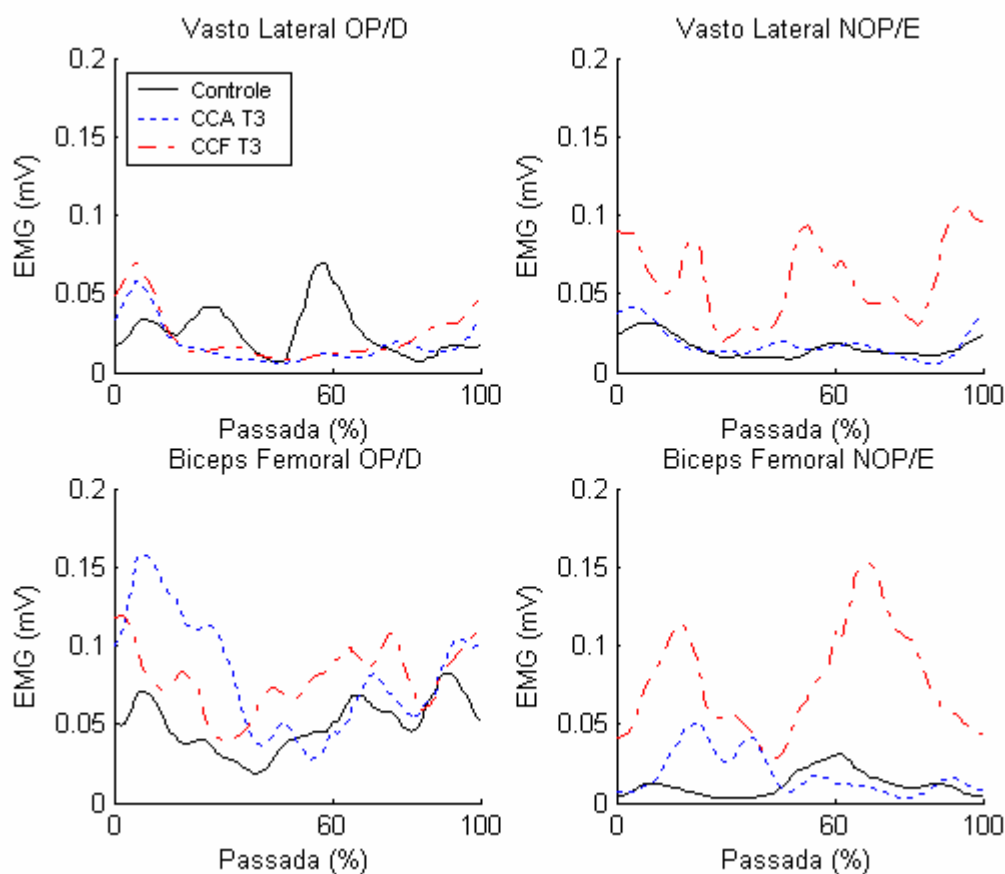 Vasto Lateral OP/D
0.2
0.15
0.1
0.05
0
EMG (mV)
Controle
CCA T3
CCF T3
0 60 100
Passada (%)
Vasto Lateral NOP/E
0.2
0.15
0.1
0.05
0
EMG (mV)
0 60 100
Passada (%)
Biceps Femoral OP/D
0.2
0.15
0.1
0.05
0
EMG (mV)
0 60 100
Passada (%)
Biceps Femoral NOP/E
0.2
0.15
0.1
0.05
0
EMG (mV)
0 60 100
Passada (%)